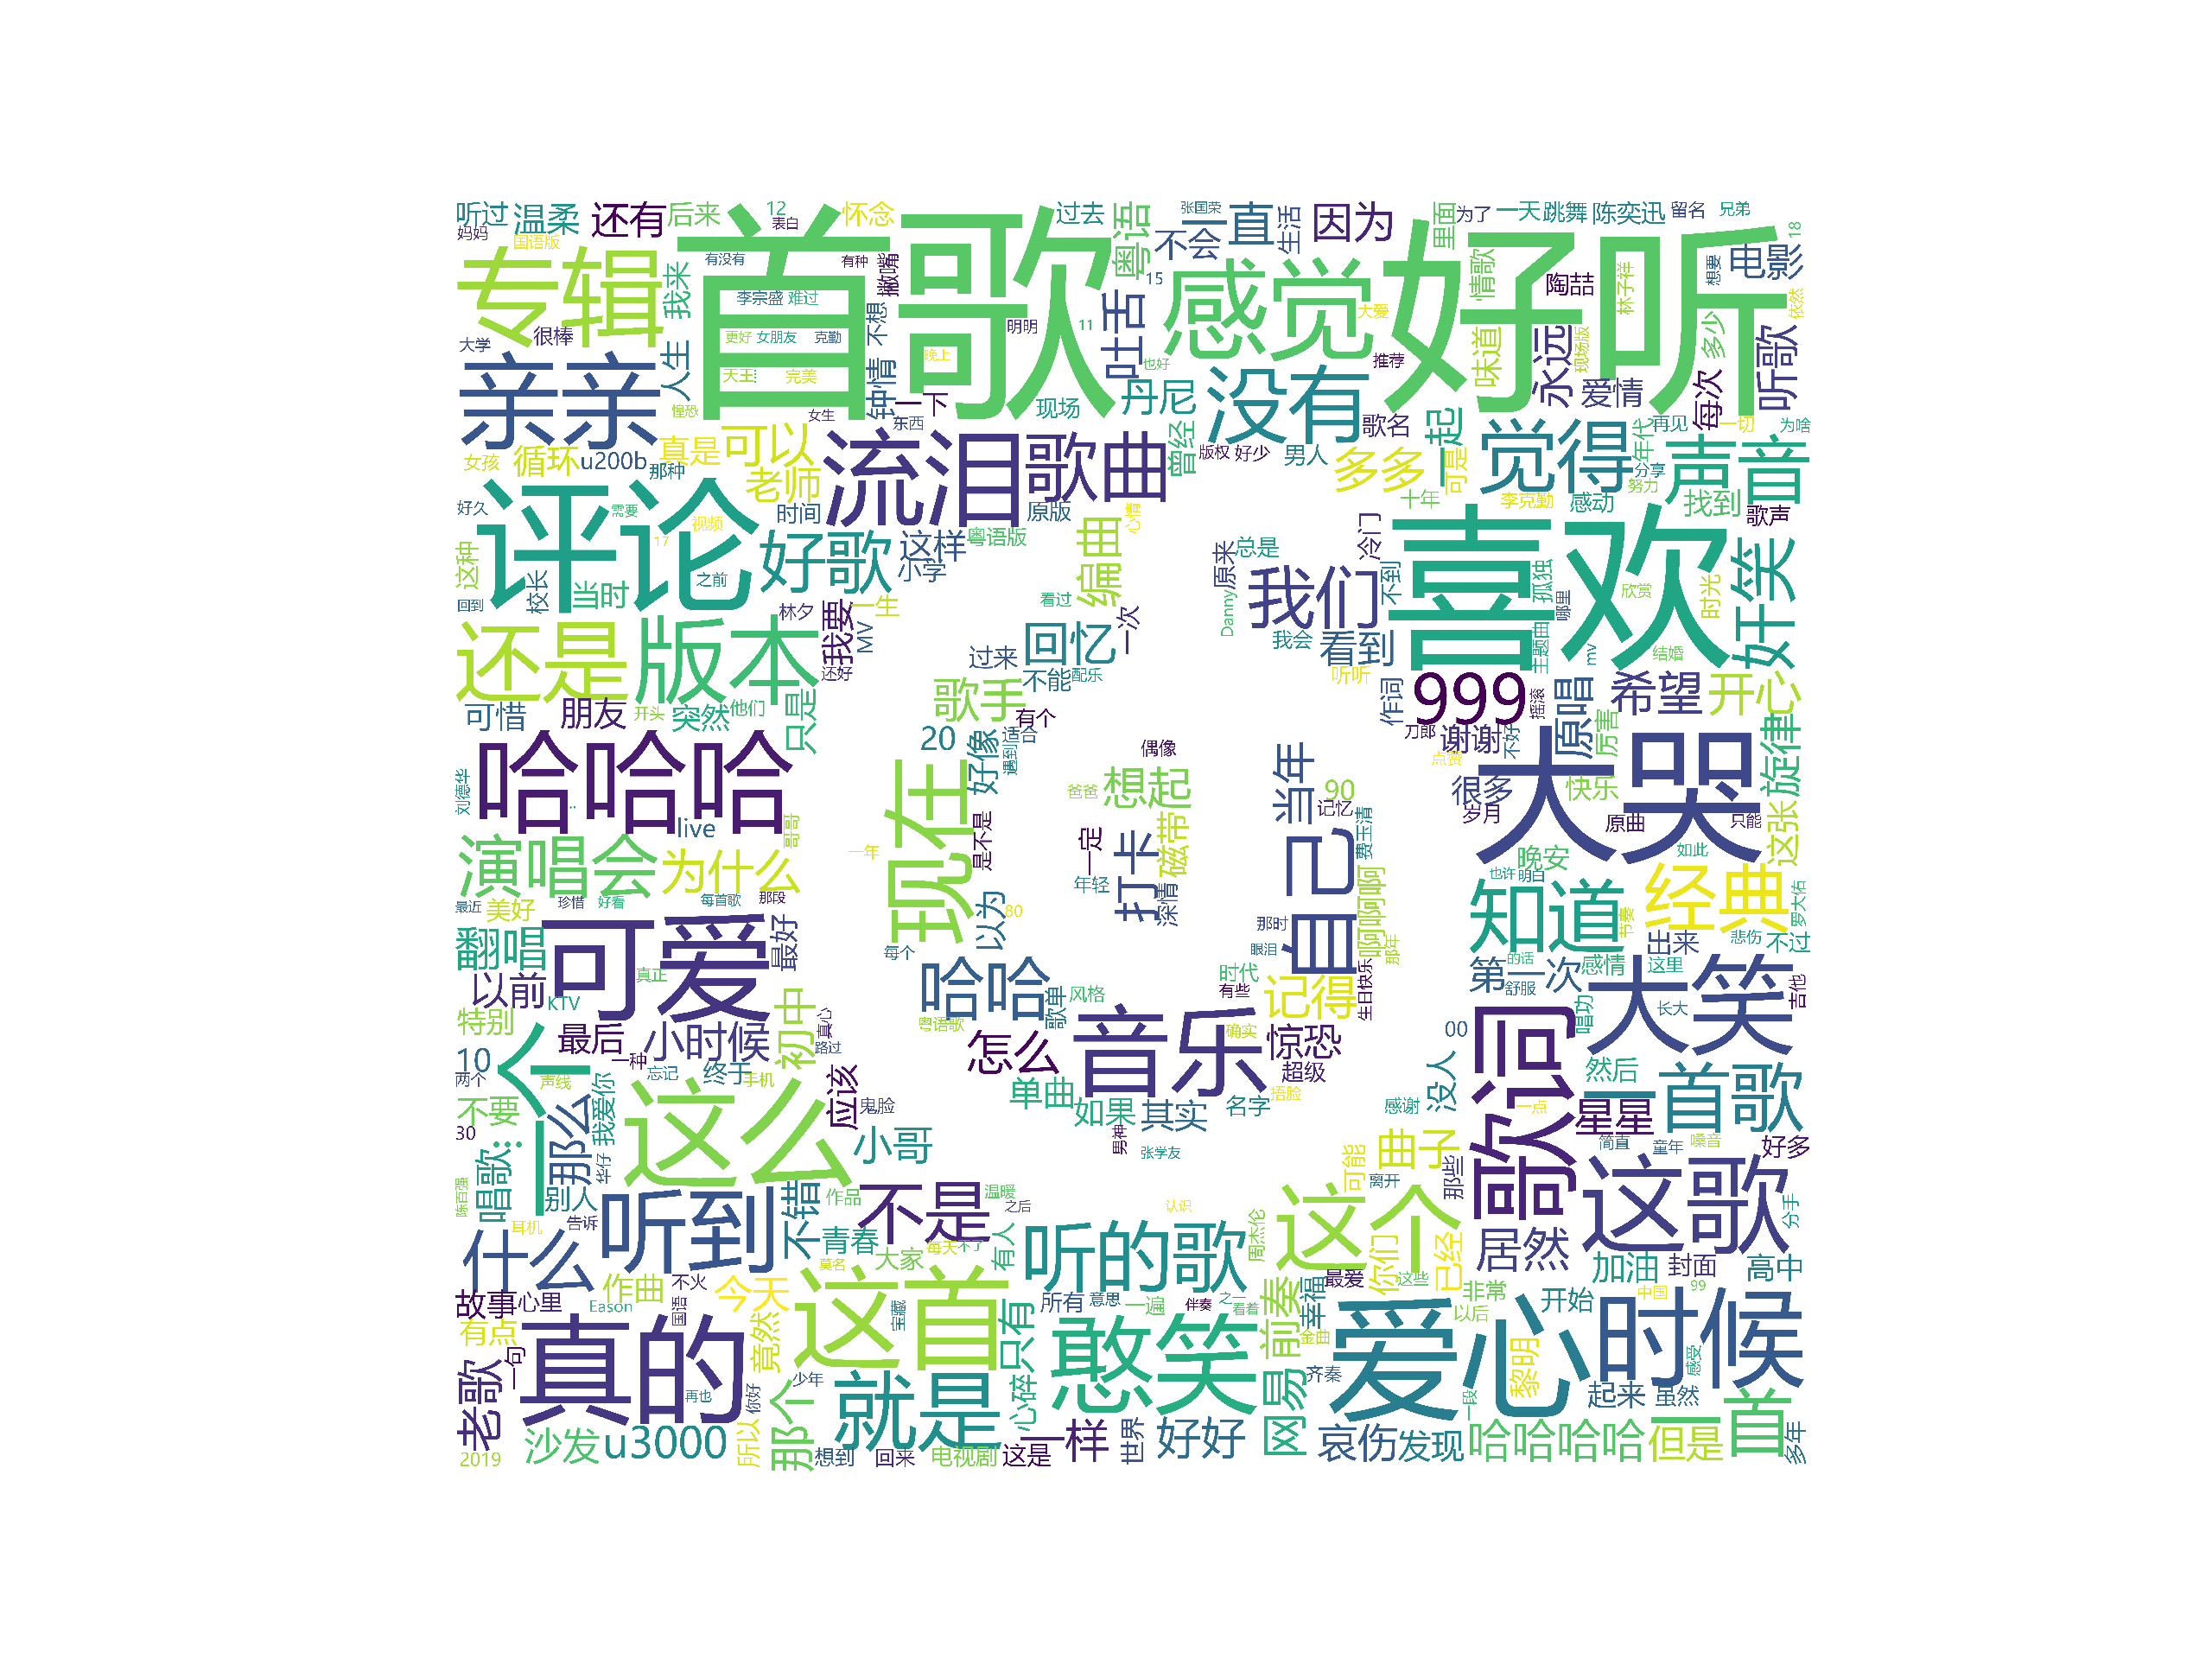 听过
温柔
还有
后来
12
表白
怀念
过去
粤语
张国荣
不会
一直
生活
因为
里面
为了
一天
跳舞
陈奕迅
留名
兄弟
18
妈妈
国语版
我来
有没有
有种
撇嘴
首歌
专辑
感觉
好听
情歌
陶喆
林子祥
想要
电影
依然
15
吐舌
不想
李宗盛
难过
明明
11
大爱
味道
永远
现场版
多少
听歌
大学
很棒
人生
更好
女朋友
克勤
晚上
也好
推荐
没有
爱情
每次
亲亲
天王
完美
惶恐
女生
钟情
一下
东西
现场
丹尼
歌名
一起
再见
一切
为啥
女孩
循环
u200b
真是
那种
可以
老师
流泪
歌曲
曾经
版权
好少
男人
多多
可是
觉得
年代
分享
努力
声音
找到
歌声
好久
评论
需要
视频
17
之前
时间
好歌
这样
小学
原版
粤语版
心情
编曲
十年
李克勤
感动
喜欢
奸笑
这种
回到
校长
当时
林夕
我要
一生
MV
还好
看过
回忆
一次
总是
原来
Danny
冷门
我们
不到
孤独
欣赏
哪里
时光
还是
版本
过来
不能
配乐
我会
看到
听听
主题曲
mv
结婚
可惜
朋友
开头
突然
他们
只是
歌手
有个
20
好像
适合
遇到
999
作词
刀郎
谢谢
摇滚
不好
原唱
厉害
希望
开心
旋律
刘德华
哈哈哈
live
哥哥
现在
一年
是不是
偶像
爸爸
想起
一定
打卡
磁带
年轻
深情
当年
90
记忆
自己
费玉清
点赞
很多
岁月
大哭
快乐
原曲
只能
这张
演唱会
为什么
最近
美好
珍惜
好看
每首歌
那段
可爱
最好
真正
以为
80
每个
那时
眼泪
啊啊啊
那年
晚安
如此
也许
明白
知道
经典
节奏
罗大佑
悲伤
不过
翻唱
以前
KTV
特别
哈哈
粤语歌
歌单
风格
时代
有些
记得
生日快乐
第一次
的话
舒服
感情
这里
出来
大笑
长大
吉他
唱功
10
两个
一个
最后
一种
小时候
声线
忘记
终于
手机
初中
真心
路过
应该
怎么
音乐
确实
惊恐
超级
00
没人
歌词
然后
一首歌
不要
30
唱歌
那么
我爱你
华仔
这么
鬼脸
小哥
单曲
如果
其实
名字
捂脸
男神
张学友
感谢
曲子
可能
离开
那些
星星
一点
简直
童年
嗓音
好多
陈百强
别人
耳机
告诉
听到
不错
作品
不是
温暖
之后
青春
大家
每天
不了
莫名
有人
听的歌
认识
周杰伦
这个
你们
已经
居然
这歌
分手
什么
作曲
不火
今天
这首
所有
意思
一遍
伴奏
之一
看着
最爱
这些
非常
以后
加油
封面
高中
故事
心里
Eason
国语
宝藏
有点
一句
真的
竟然
少年
就是
心碎
只有
憨笑
前奏
幸福
金曲
齐秦
爱心
开始
中国
99
时候
感受
黎明
老歌
再也
你好
沙发
u3000
所以
那个
想到
回来
电视剧
这是
一样
世界
好好
网易
哀伤
发现
一段
起来
虽然
哈哈哈哈
但是
首
多年
2019